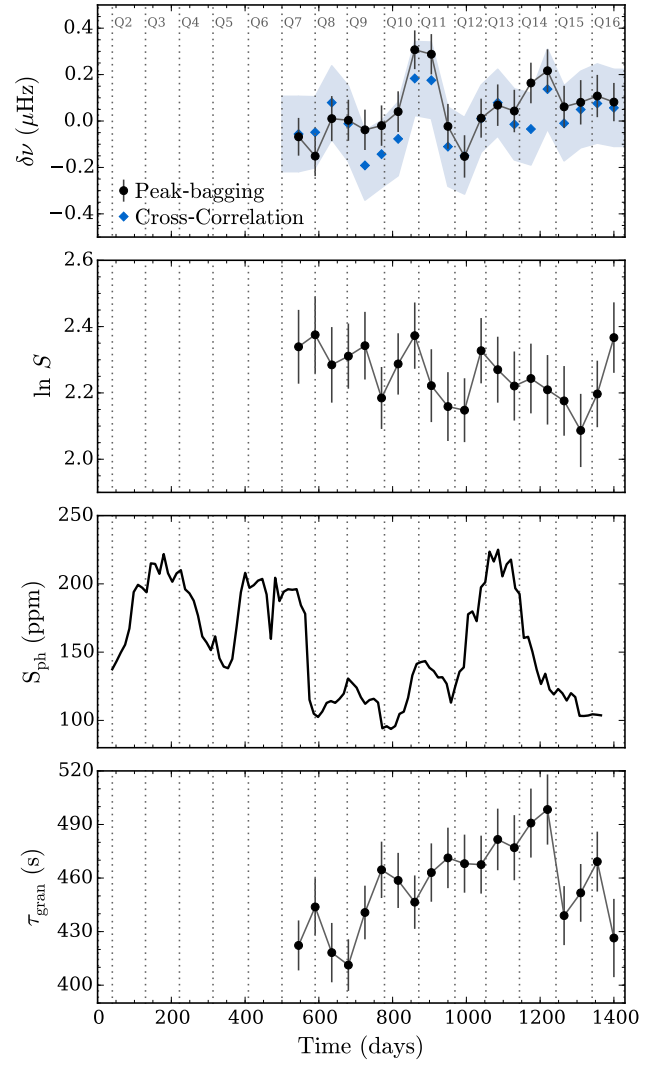 Q2 Q3 Q4 Q5 Q6 Q7 Q8 Q9 Q10 Q11 Q12 Q13 Q14 Q15 Q16
0.4
0.2
0.0
−0.2
−0.4
δν (μHz)
Peak-bagging
Cross-Correlation
2.6
2.4
2.2
2.0
ln S
250
200
150
100
S_ph (ppm)
520
490
460
430
400
τ_gran (s)
0 200 400 600 800 1000 1200 1400
Time (days)